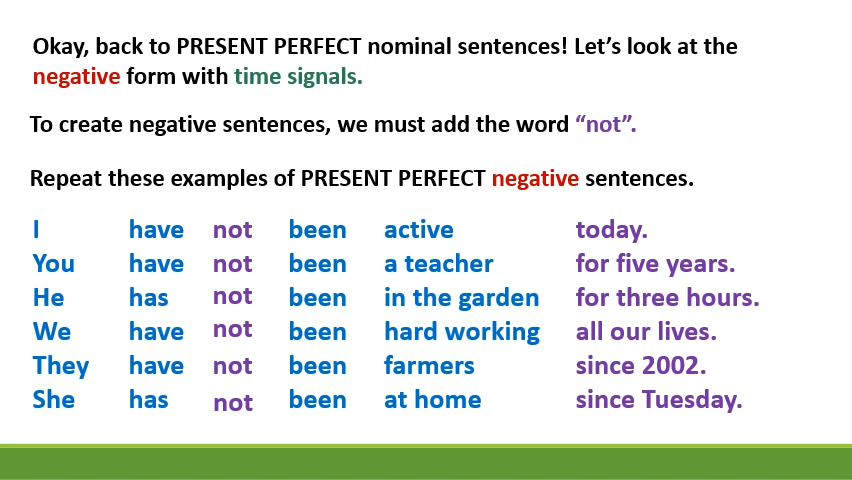 Okay, back to PRESENT PERFECT nominal sentences! Let’s look at the
negative form with time signals.
To create negative sentences, we must add the word “not”.
Repeat these examples of PRESENT PERFECT negative sentences.
I have not been active today.
You have not been a teacher for five years.
He has not been in the garden for three hours.
We have not been hard working all our lives.
They have not been farmers since 2002.
She has not been at home since Tuesday.